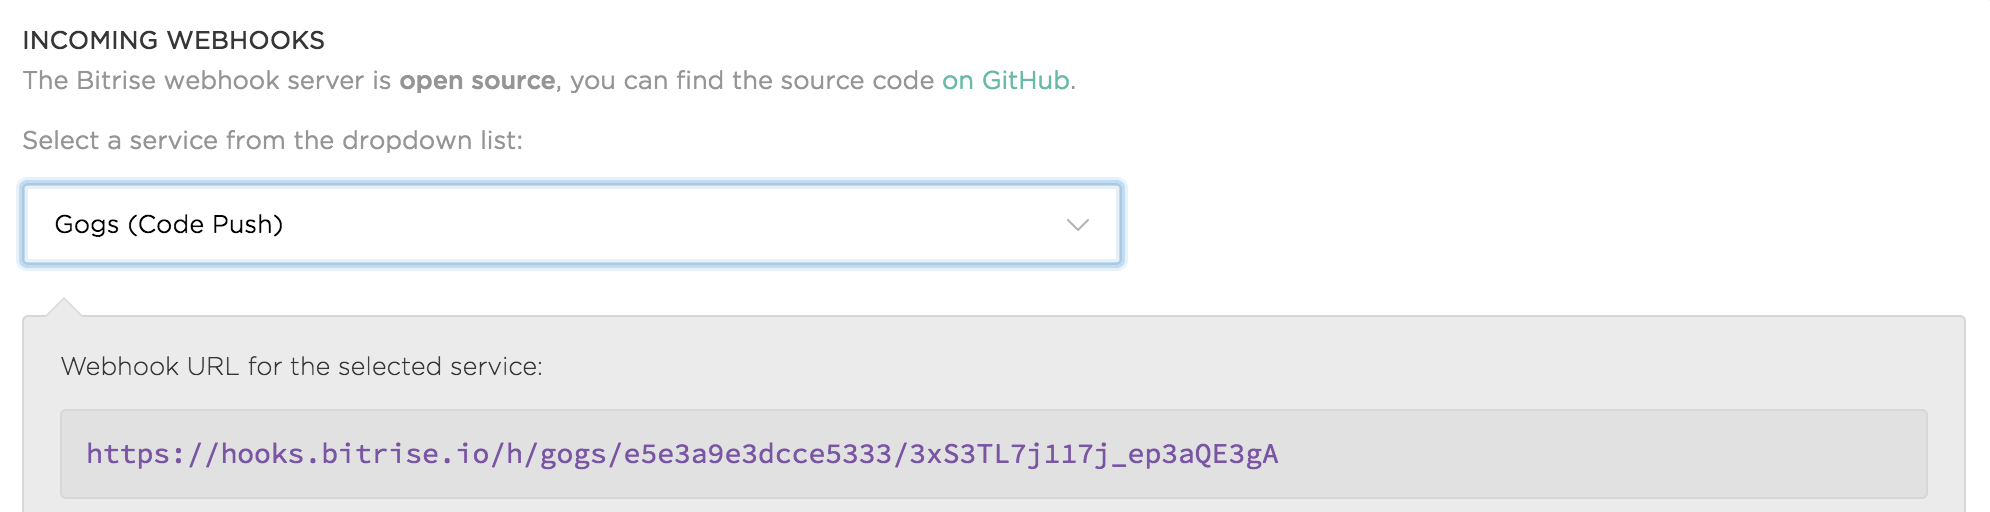 INCOMING WEBHOOKS
The Bitrise webhook server is open source, you can find the source code on GitHub.
Select a service from the dropdown list:
Gogs (Code Push)
Webhook URL for the selected service:
https://hooks.bitrise.io/h/gogs/e5e3a9e3dcce5333/3xS3TL7j117j_ep3aQE3gA